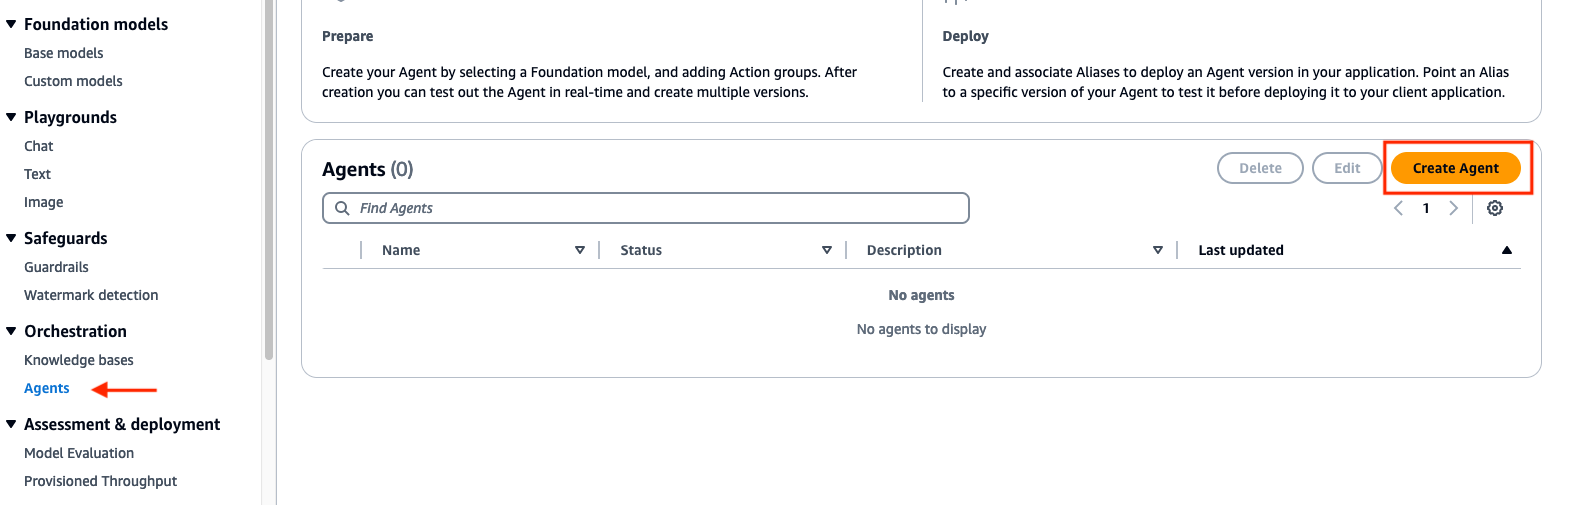 Foundation models
Base models
Custom models
Playgrounds
Chat
Text
Image
Safeguards
Guardrails
Watermark detection
Orchestration
Knowledge bases
Agents
Assessment & deployment
Model Evaluation
Provisioned Throughput
Prepare
Create your Agent by selecting a Foundation model, and adding Action groups. After
creation you can test out the Agent in real-time and create multiple versions.
Deploy
Create and associate Aliases to deploy an Agent version in your application. Point an Alias
to a specific version of your Agent to test it before deploying it to your client application.
Agents (0)
Delete
Edit
Create Agent
Find Agents
1
Name
Status
Description
Last updated
No agents
No agents to display